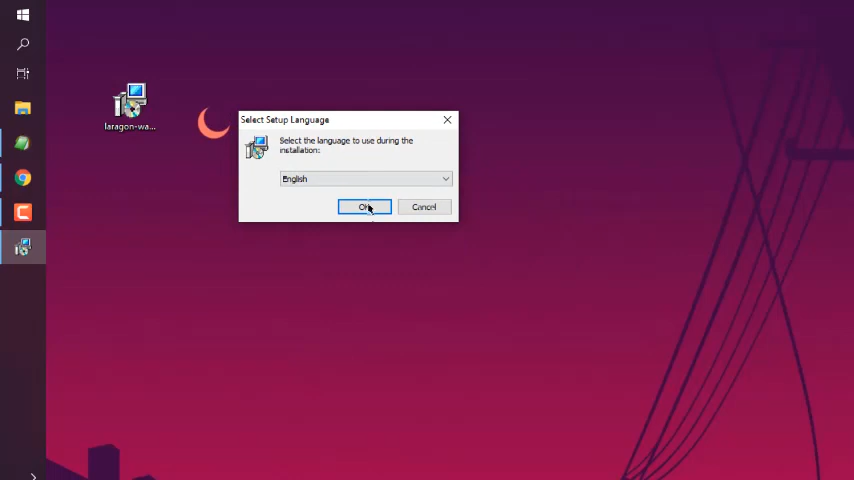 laragon-wa...
Select Setup Language
Select the language to use during the
installation:
English
OK
Cancel